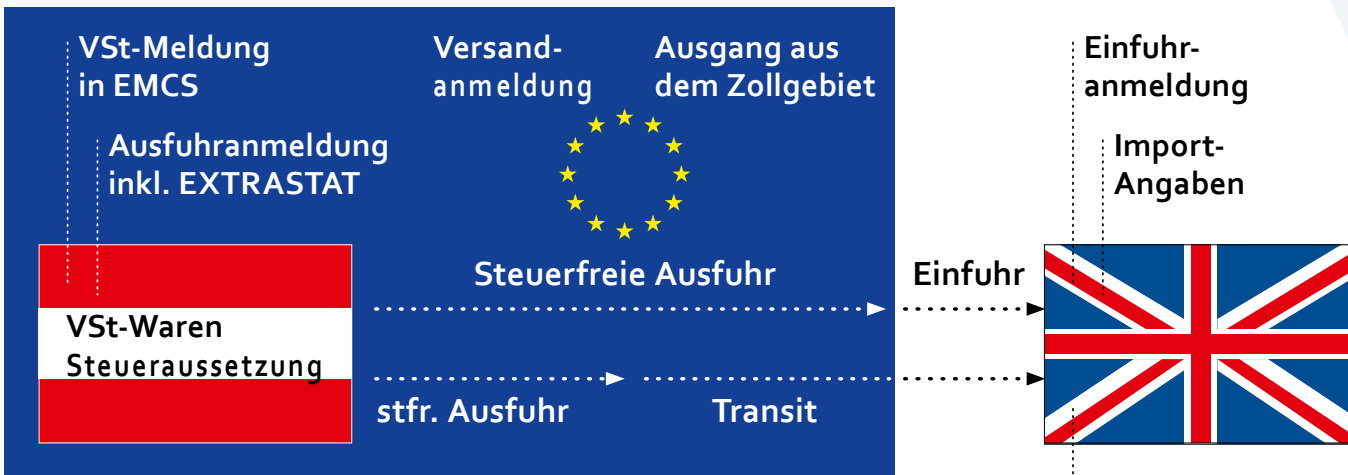 VSt-Meldung
in EMCS
Ausfuhranmeldung
inkl. EXTRASTAT
Versand-
anmeldung
Ausgang aus
dem Zollgebiet
Einfuhr-
anmeldung
Import-
Angaben
VSt-Waren
Steueraussetzung
Steuerfreie Ausfuhr
Einfuhr
stfr. Ausfuhr
Transit